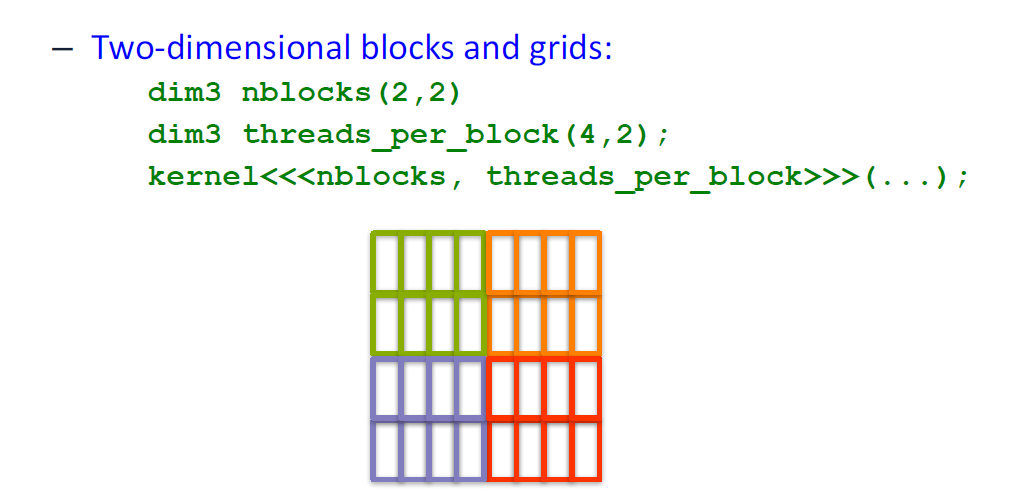 – Two-dimensional blocks and grids:
dim3 nblocks(2,2)
dim3 threads_per_block(4,2);
kernel<<<nblocks, threads_per_block>>>(...);